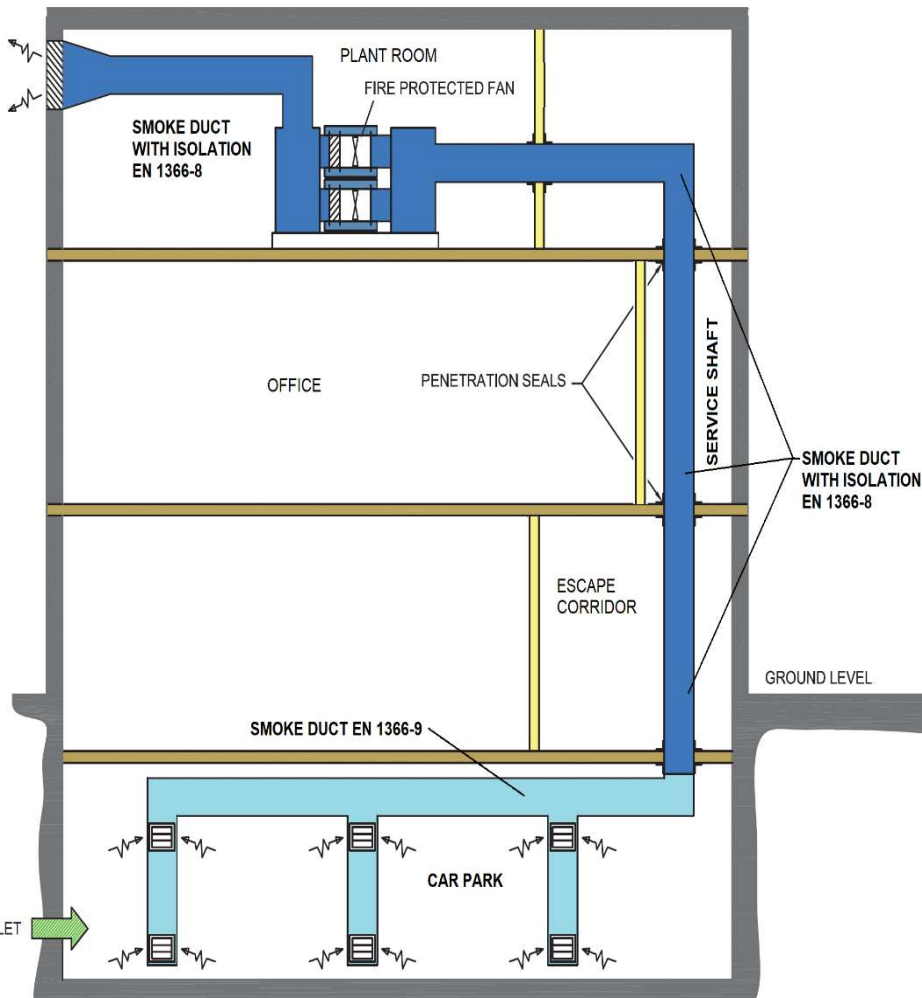 PLANT ROOM
FIRE PROTECTED FAN
SMOKE DUCT
WITH ISOLATION
EN 1366-8
OFFICE
PENETRATION SEALS
SERVICE SHAFT
SMOKE DUCT
WITH ISOLATION
EN 1366-8
ESCAPE
CORRIDOR
GROUND LEVEL
SMOKE DUCT EN 1366-9
CAR PARK
LET